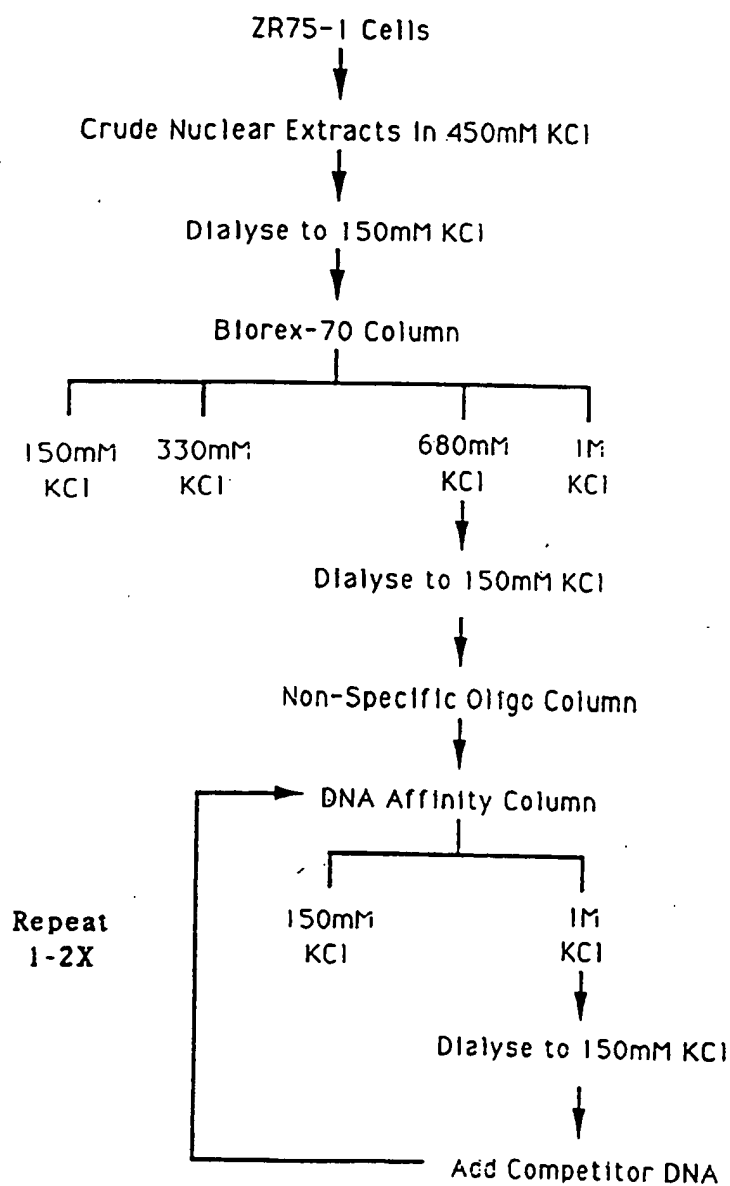 ZR75-1 Cells
Crude Nuclear Extracts in 450mM KCl
Dialyse to 150mM KCl
Biorex-70 Column
150mM 330mM 680mM 1M
KCl KCl KCl KCl
Dialyse to 150mM KCl
Non-Specific Oligo Column
DNA Affinity Column
Repeat
1-2X
150mM 1M
KCl KCl
Dialyse to 150mM KCl
Add Competitor DNA